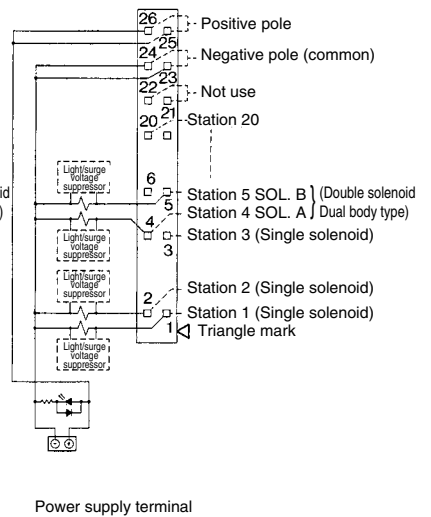 26
Positive pole
25
24
Negative pole (common)
23
22
Not use
21
20
Station 20
6
Light/surge
voltage
suppressor
Station 5 SOL. B
(Double solenoid
5
4
Station 4 SOL. A
Dual body type)
Light/surge
voltage
suppressor
Station 3 (Single solenoid)
3
Light/surge
voltage
suppressor
2
Station 2 (Single solenoid)
Station 1 (Single solenoid)
1
Triangle mark
Light/surge
voltage
suppressor
Power supply terminal